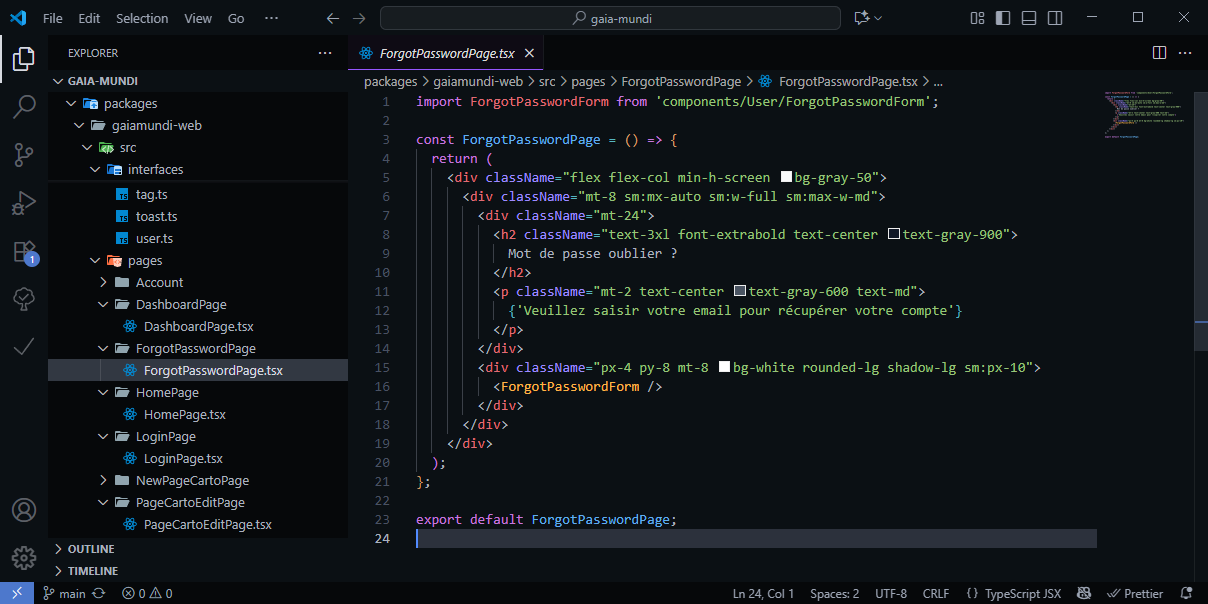 File Edit Selection View Go ···
gaia-mundi
EXPLORER
GAIA-MUNDI
packages
gaiamundi-web
src
interfaces
tag.ts
toast.ts
user.ts
pages
Account
DashboardPage
DashboardPage.tsx
ForgotPasswordPage
ForgotPasswordPage.tsx
HomePage
HomePage.tsx
LoginPage
LoginPage.tsx
NewPageCartoPage
PageCartoEditPage
PageCartoEditPage.tsx
OUTLINE
TIMELINE
1
ForgotPasswordPage.tsx
packages > gaiamundi-web > src > pages > ForgotPasswordPage > ForgotPasswordPage.tsx > ...
1 import ForgotPasswordForm from 'components/User/ForgotPasswordForm';
2
3 const ForgotPasswordPage = () => {
4 return (
5 <div className="flex flex-col min-h-screen bg-gray-50">
6 <div className="mt-8 sm:mx-auto sm:w-full sm:max-w-md">
7 <div className="mt-24">
8 <h2 className="text-3xl font-extrabold text-center text-gray-900">
9 Mot de passe oublier ?
10 </h2>
11 <p className="mt-2 text-center text-gray-600 text-md">
12 {'Veuillez saisir votre email pour récupérer votre compte'}
13 </p>
14 </div>
15 <div className="px-4 py-8 mt-8 bg-white rounded-lg shadow-lg sm:px-10">
16 <ForgotPasswordForm />
17 </div>
18 </div>
19 </div>
20 );
21 };
22
23 export default ForgotPasswordPage;
24
main 0 0 Ln 24, Col 1 Spaces: 2 UTF-8 CRLF {} TypeScript JSX Prettier